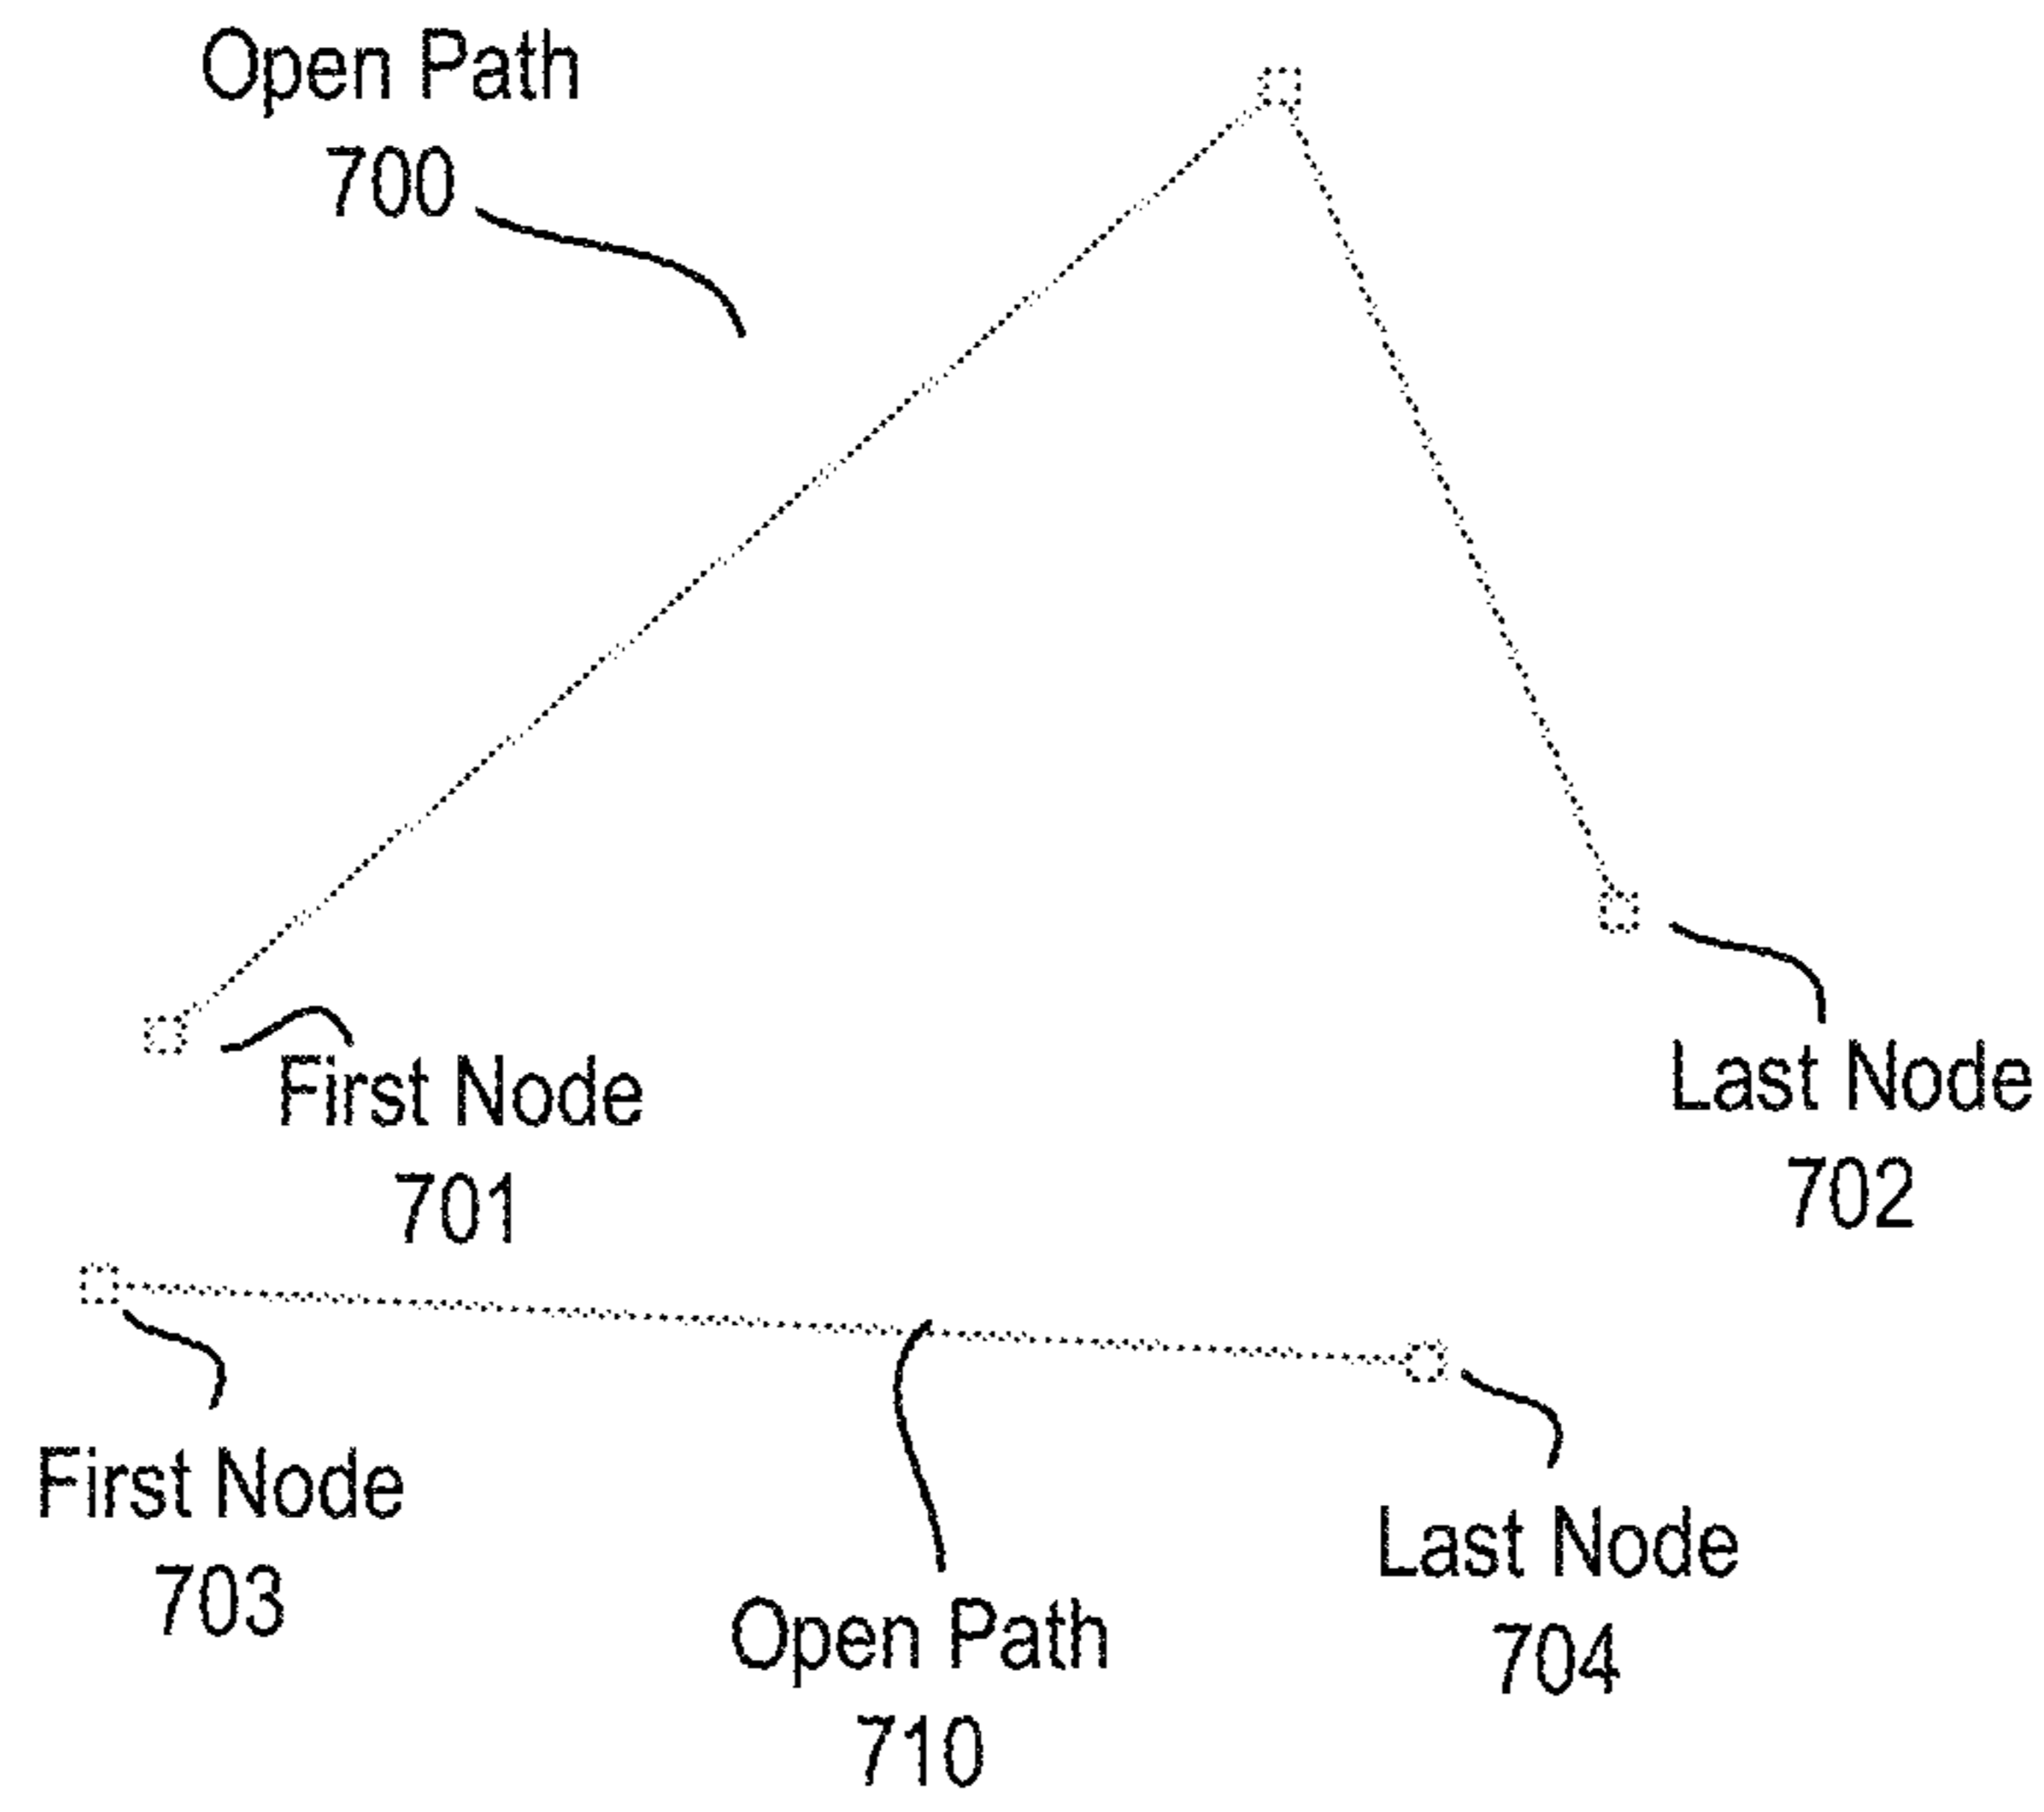 Open Path
700
First Node
701
Last Node
702
First Node
703
Open Path
710
Last Node
704